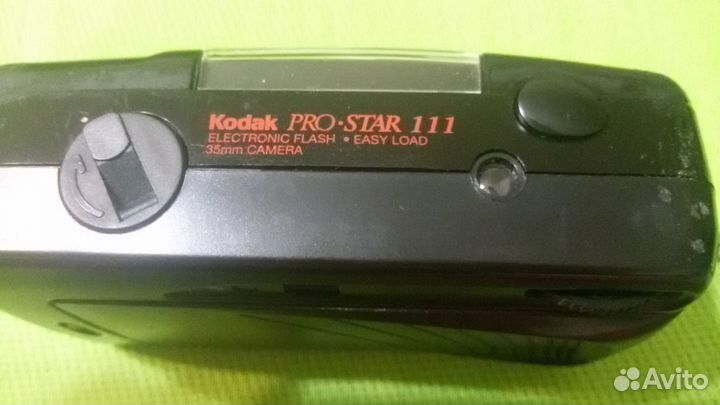 Kodak PRO•STAR 111
ELECTRONIC FLASH • EASY LOAD
35mm CAMERA
Avito